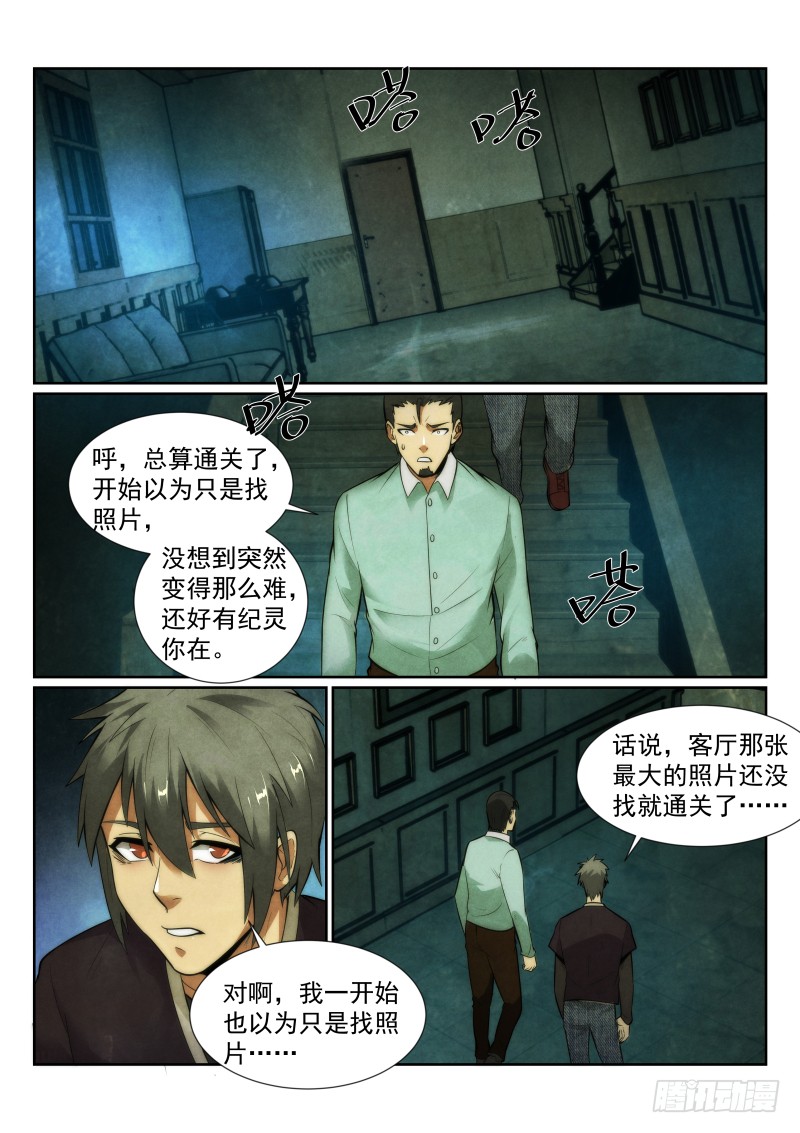 嗒
嗒
嗒
呼，总算通关了，
开始以为只是找
照片，
没想到突然
变得那么难，
还好有纪灵
你在。
嗒
对啊，我一开始
也以为只是找照
片……
话说，客厅那张
最大的照片还没
找就通关了……
腾讯动漫